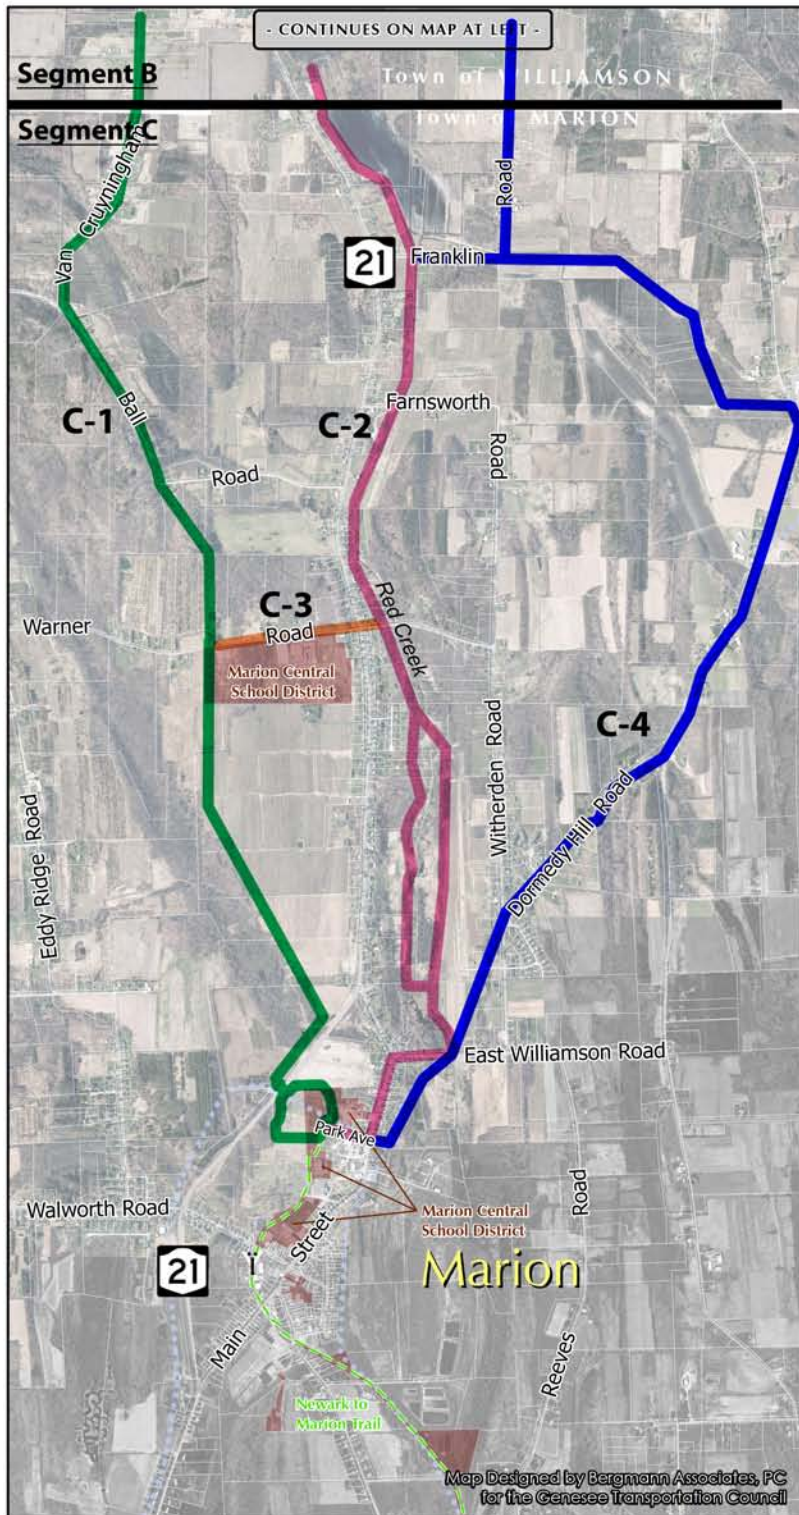 - CONTINUES ON MAP AT LEFT -
Segment B
Town of WILLIAMSON
Segment C
Town of MARION
Van Cruyningham
Road
21
Franklin
C-1
Ball
Road
C-2
Farnsworth
Road
C-3
Warner
Road
Red Creek
Marion Central
School District
C-4
Witherden Road
Eddy Ridge Road
Dormedy Hill Road
East Williamson Road
Park Ave
Walworth Road
Marion Central
School District
Road
21
Ï
Street
Marion
Main
Reeves
Newark to
Marion Trail
Map Designed by Bergmann Associates, PC
for the Genesee Transportation Council